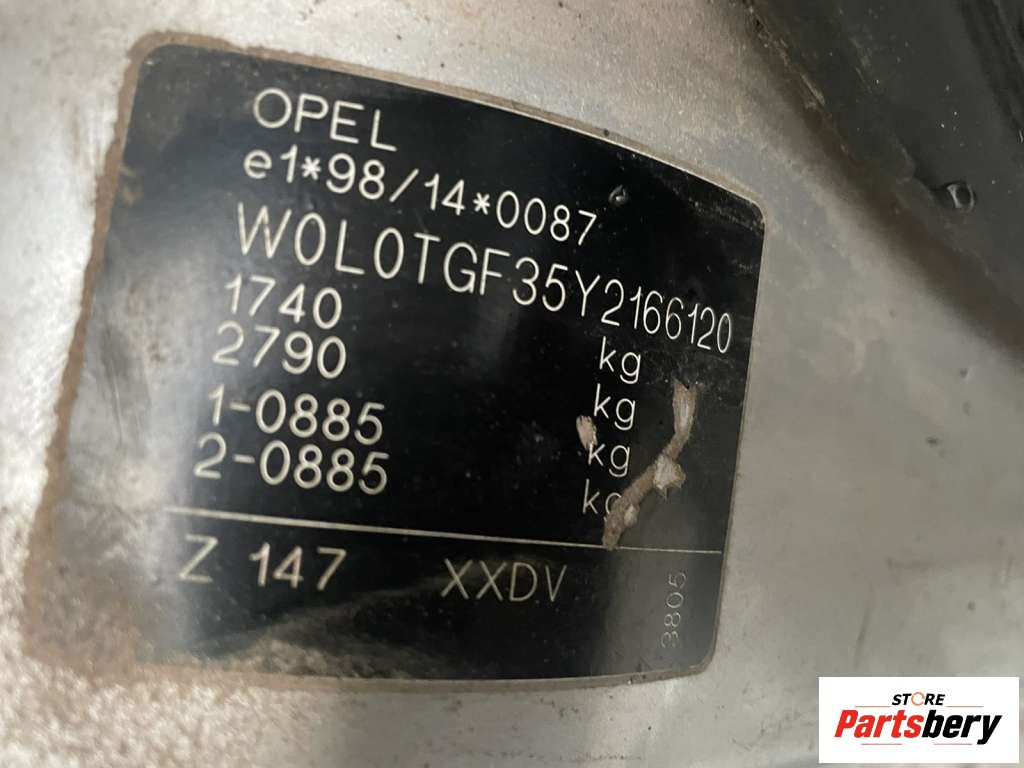 OPEL
e1*98/14*0087
W0L0TGF35Y2166120
1740 kg
2790 kg
1-0885 kg
2-0885 kg
Z 147 XXDV
3805
STORE
Partsbery